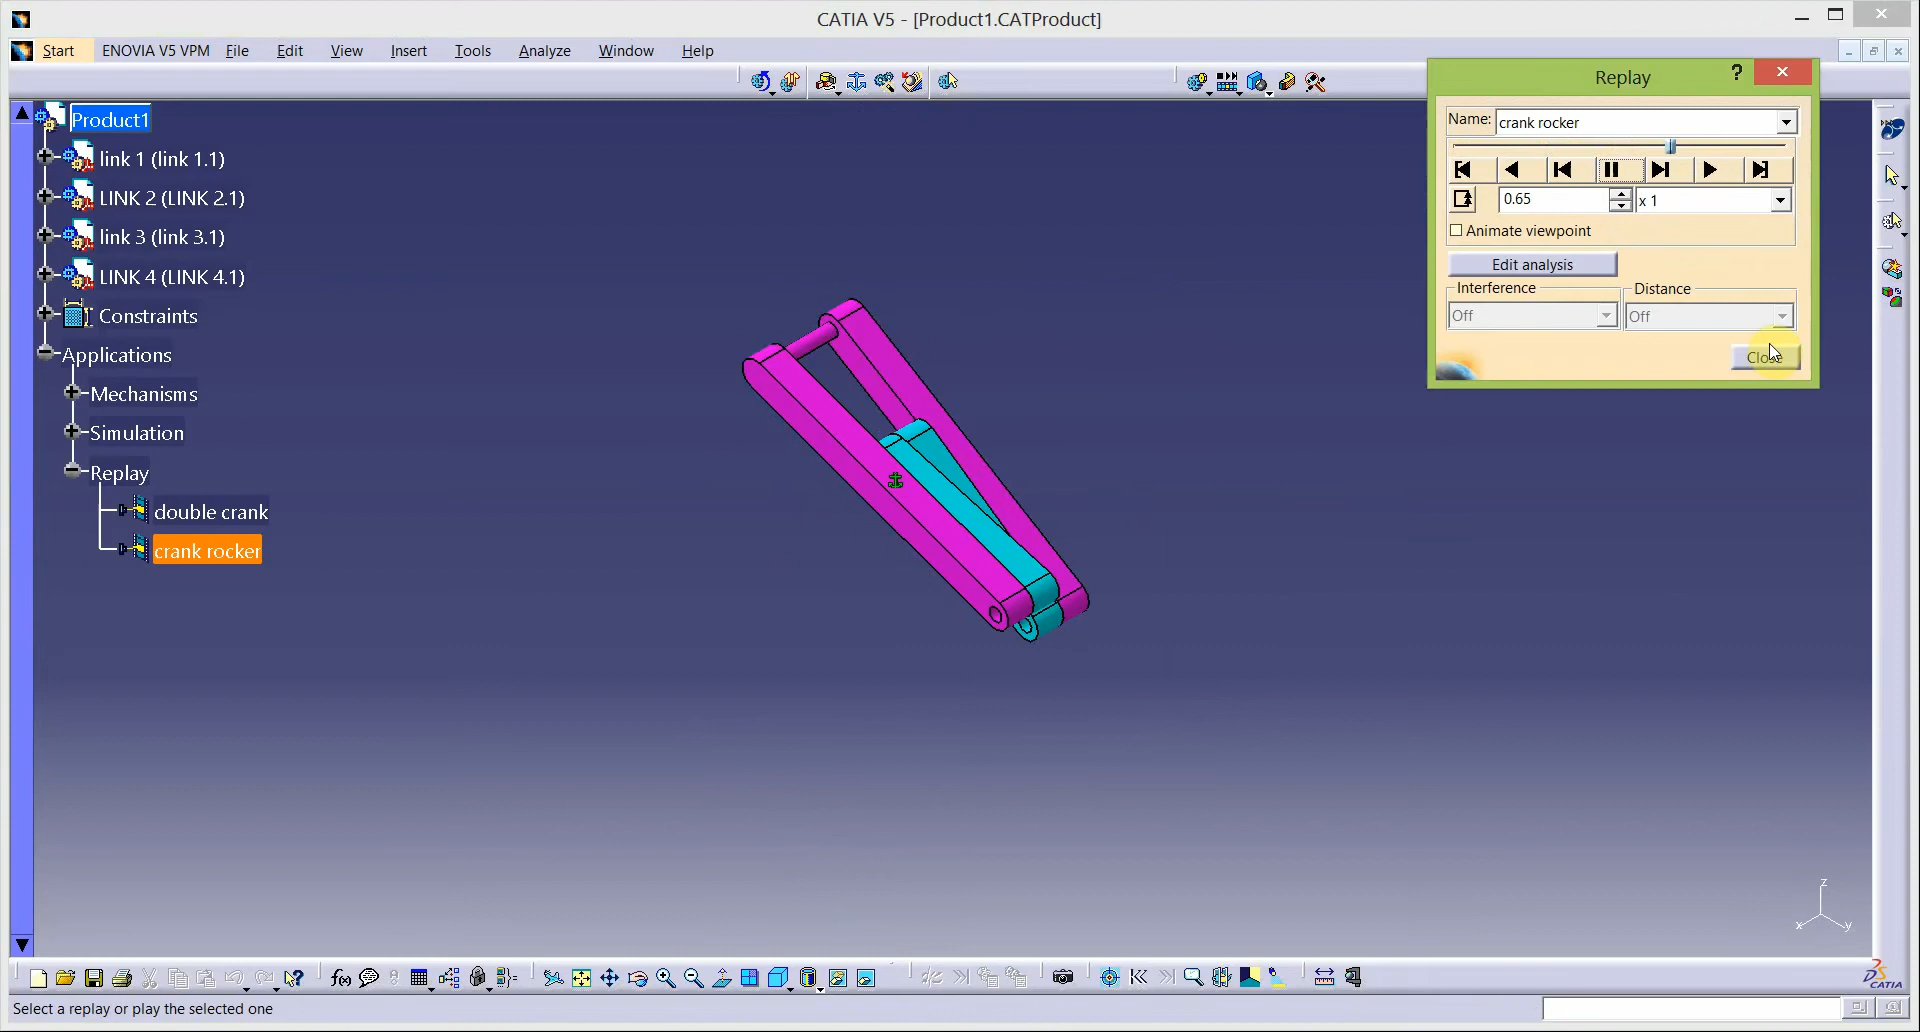 CATIA V5 - [Product1.CATProduct]
Start ENOVIA V5 VPM File Edit View Insert Tools Analyze Window Help
Replay ?
Name: crank rocker
0.65 x 1
Animate viewpoint
Edit analysis
Interference Distance
Off Off
Close
Product1
link 1 (link 1.1)
LINK 2 (LINK 2.1)
link 3 (link 3.1)
LINK 4 (LINK 4.1)
Constraints
Applications
Mechanisms
Simulation
Replay
double crank
crank rocker
z
x y
f(x)
CATIA
Select a replay or play the selected one